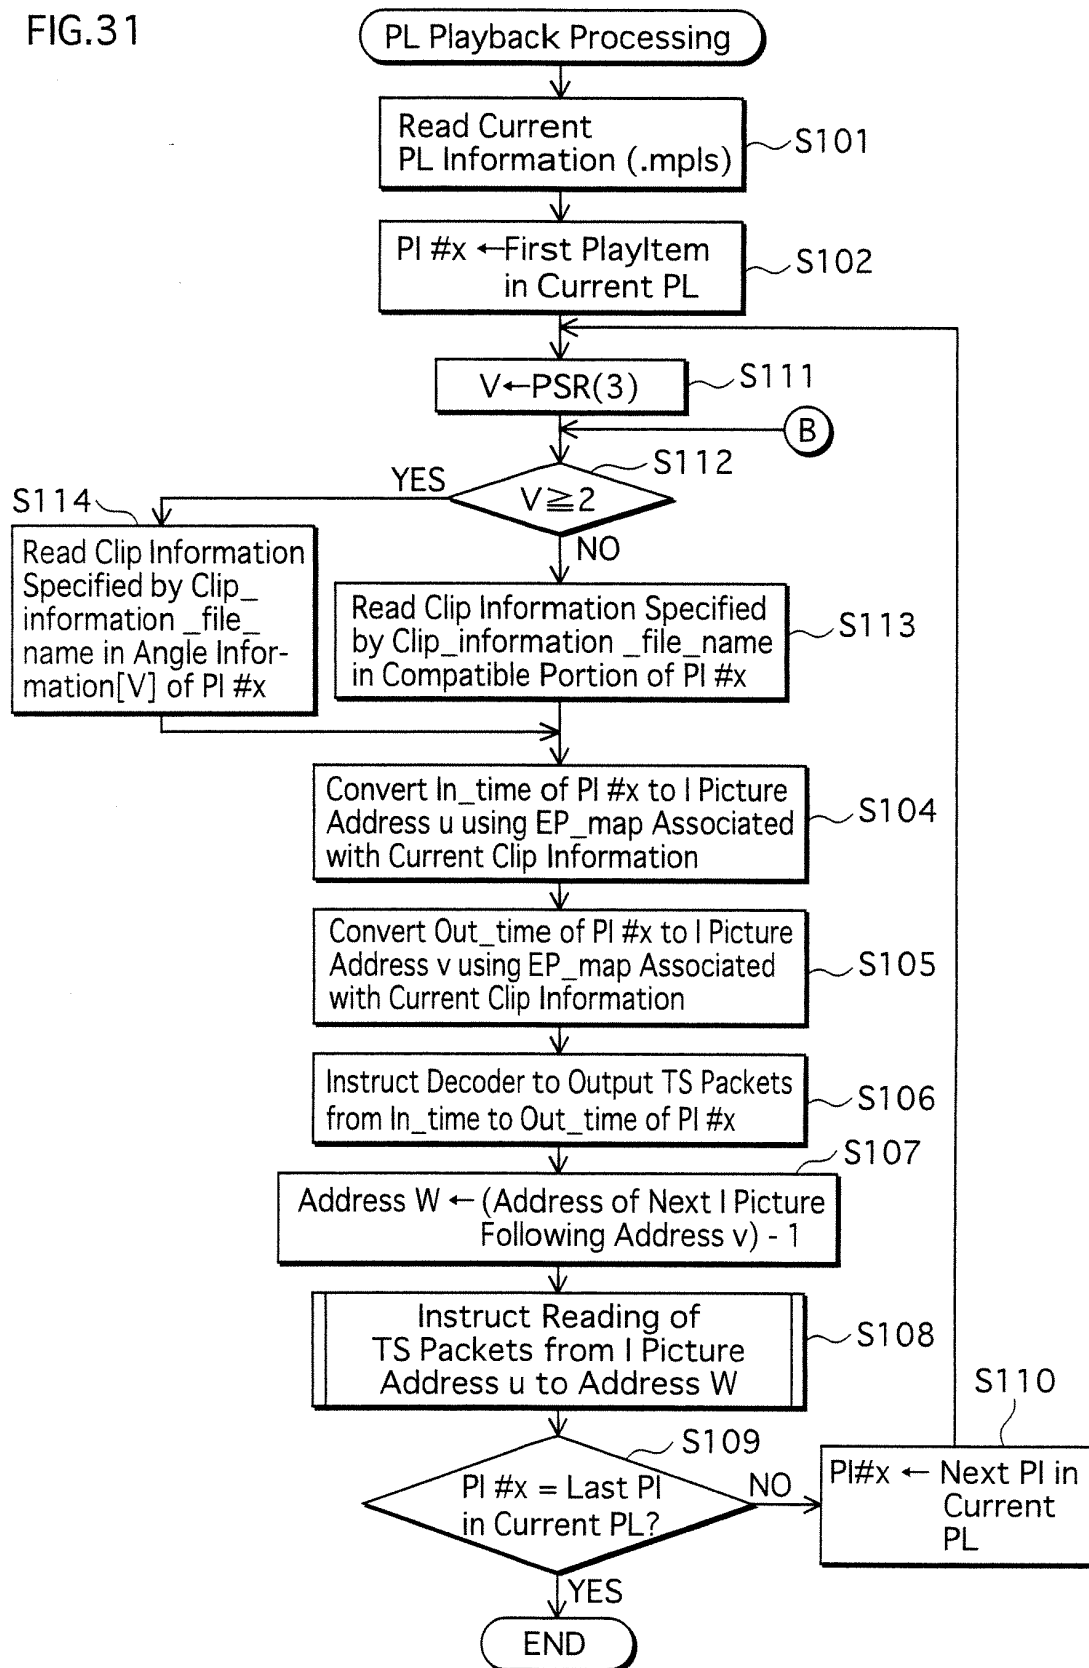 FIG.31
PL Playback Processing
Read Current
PL Information (.mpls)
S101
PI #x ←First PlayItem
in Current PL
S102
V←PSR(3)
S111
B
S112
YES
V≧2
NO
S114
Read Clip Information
Specified by Clip_
information _file_
name in Angle Infor-
mation[V] of PI #x
Read Clip Information Specified
by Clip_information _file_name
in Compatible Portion of PI #x
S113
Convert In_time of PI #x to I Picture
Address u using EP_map Associated
with Current Clip Information
S104
Convert Out_time of PI #x to I Picture
Address v using EP_map Associated
with Current Clip Information
S105
Instruct Decoder to Output TS Packets
from In_time to Out_time of PI #x
S106
S107
Address W ← (Address of Next I Picture
Following Address v) - 1
Instruct Reading of
TS Packets from I Picture
Address u to Address W
S108
S109
PI #x = Last PI
in Current PL?
NO
S110
PI#x ← Next PI in
Current
PL
YES
END